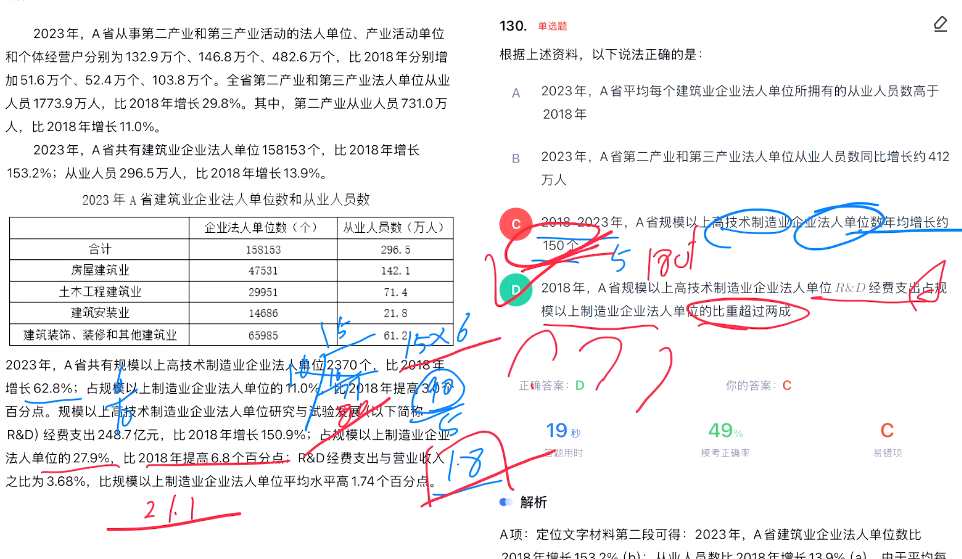 2023年，A省从事第二产业和第三产业活动的法人单位、产业活动单位
和个体经营户分别为132.9万个、146.8万个、482.6万个，比2018年分别增
加51.6万个、52.4万个、103.8万个。全省第二产业和第三产业法人单位从业
人员1773.9万人，比2018年增长29.8%。其中，第二产业从业人员731.0万
人，比2018年增长11.0%。
2023年，A省共有建筑业企业法人单位158153个，比2018年增长
153.2%；从业人员296.5万人，比2018年增长13.9%。
2023年A省建筑业企业法人单位数和从业人员数
企业法人单位数（个） 从业人员数（万人）
合计 158153 296.5
房屋建筑业 47531 142.1
土木工程建筑业 29951 71.4
建筑安装业 14686 21.8
建筑装饰、装修和其他建筑业 65985 61.2
2023年，A省共有规模以上高技术制造业企业法人单位2370个，比2018年
增长62.8%；占规模以上制造业企业法人单位的11.0%，比2018年提高3.0个
百分点。规模以上高技术制造业企业法人单位研究与试验发展（以下简称
R&D）经费支出248.7亿元，比2018年增长150.9%；占规模以上制造业企业
法人单位的27.9%，比2018年提高6.8个百分点；R&D经费支出与营业收入
之比为3.68%，比规模以上制造业企业法人单位平均水平高1.74个百分点。
15
15×6
90
1.8
21.1
130. 单选题
根据上述资料，以下说法正确的是：
A 2023年，A省平均每个建筑业企业法人单位所拥有的从业人员数高于
2018年
B 2023年，A省第二产业和第三产业法人单位从业人员数同比增长约412
万人
C 2018-2023年，A省规模以上高技术制造业企业法人单位数年均增长约
150个
5
180+
D 2018年，A省规模以上高技术制造业企业法人单位R&D经费支出占规
模以上制造业企业法人单位的比重超过两成
正确答案：D 你的答案：C
19秒 49% C
答题用时 模考正确率 易错项
解析
A项：定位文字材料第二段可得：2023年，A省建筑业企业法人单位数比
2018年增长153.2%（b）；从业人员数比2018年增长13.9%（a）。由于平均每